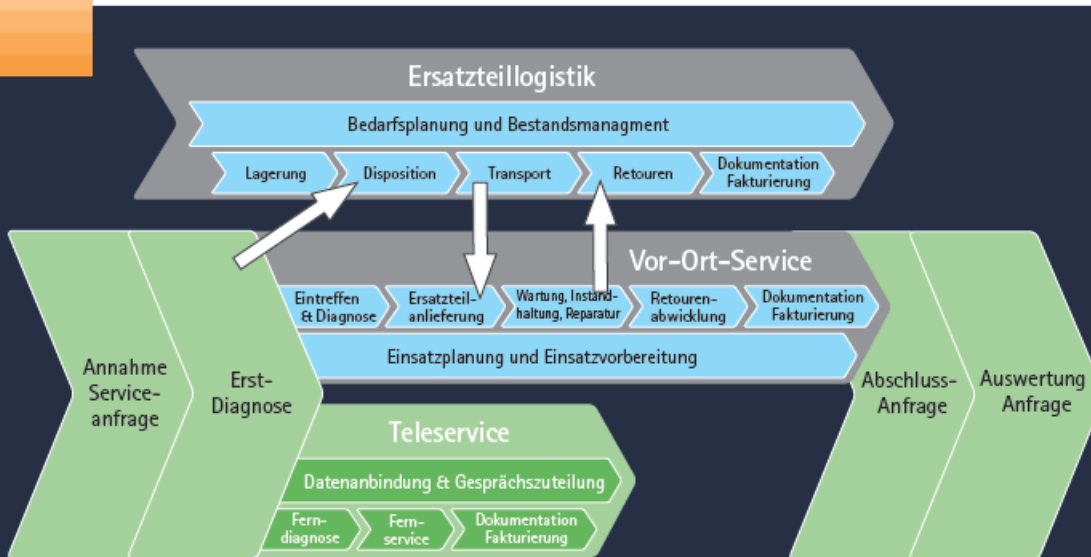 Ersatzteillogistik
Bedarfsplanung und Bestandsmanagment
Lagerung
Disposition
Transport
Retouren
Dokumentation
Fakturierung
Vor-Ort-Service
Eintreffen
& Diagnose
Ersatzteil-
anlieferung
Wartung, Instand-
haltung, Reparatur
Retouren-
abwicklung
Dokumentation
Fakturierung
Einsatzplanung und Einsatzvorbereitung
Annahme
Service-
anfrage
Erst-
Diagnose
Abschluss-
Anfrage
Auswertung
Anfrage
Teleservice
Datenanbindung & Gesprächszuteilung
Fern-
diagnose
Fern-
service
Dokumentation
Fakturierung